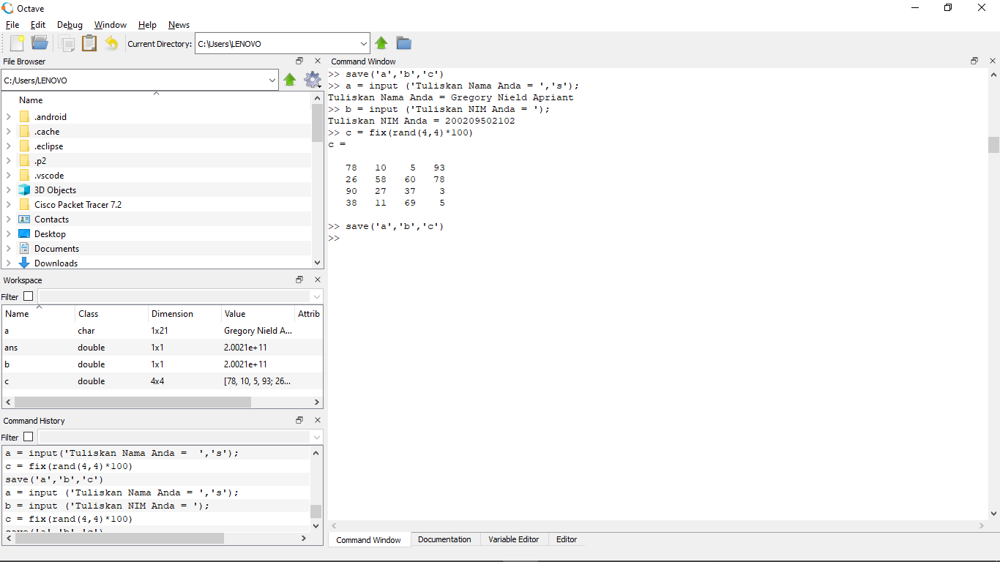 Octave
File Edit Debug Window Help News
Current Directory: C:\Users\LENOVO
File Browser
C:/Users/LENOVO
Name
.android
.cache
.eclipse
.p2
.vscode
3D Objects
Cisco Packet Tracer 7.2
Contacts
Desktop
Documents
Downloads
Workspace
Filter
Name Class Dimension Value Attrib
a char 1x21 Gregory Nield A...
ans double 1x1 2.0021e+11
b double 1x1 2.0021e+11
c double 4x4 [78, 10, 5, 93; 26...
Command History
Filter
a = input('Tuliskan Nama Anda =  ','s');
c = fix(rand(4,4)*100)
save('a','b','c')
a = input ('Tuliskan Nama Anda = ','s');
b = input ('Tuliskan NIM Anda = ');
c = fix(rand(4,4)*100)
save('a','b','c')
Command Window
>> save('a','b','c')
>> a = input ('Tuliskan Nama Anda = ','s');
Tuliskan Nama Anda = Gregory Nield Apriant
>> b = input ('Tuliskan NIM Anda = ');
Tuliskan NIM Anda = 200209502102
>> c = fix(rand(4,4)*100)
c =
78 10 5 93
26 58 60 78
90 27 37 3
38 11 69 5
>> save('a','b','c')
>>
Command Window Documentation Variable Editor Editor